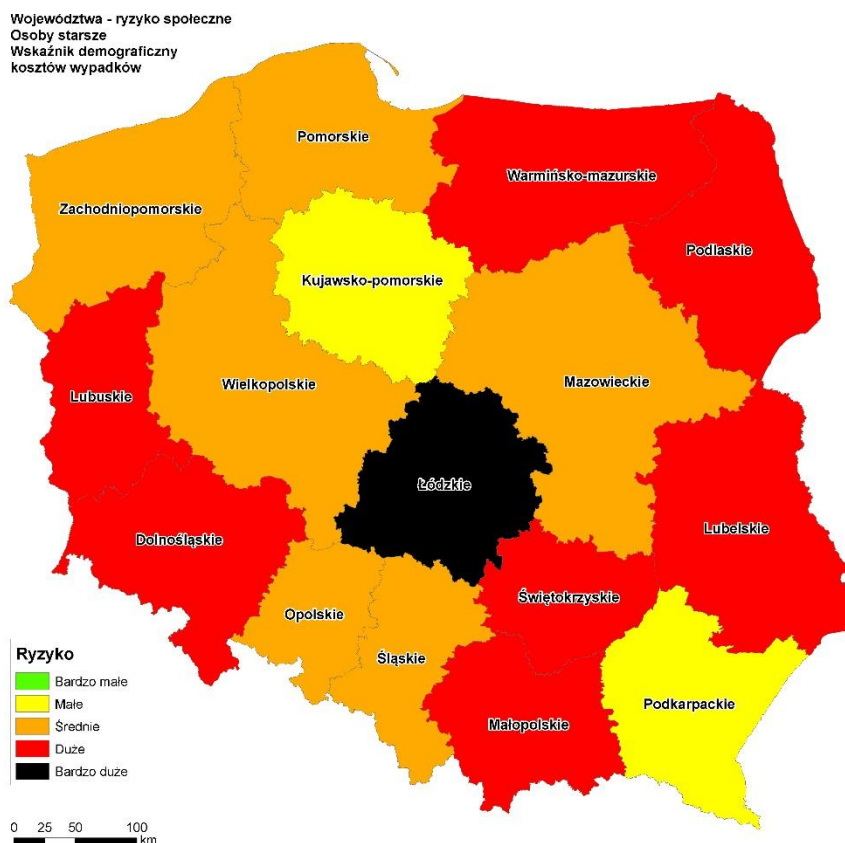 Województwa - ryzyko społeczne
Osoby starsze
Wskaźnik demograficzny
kosztów wypadków
Pomorskie
Warmińsko-mazurskie
Zachodniopomorskie
Podlaskie
Kujawsko-pomorskie
Mazowieckie
Wielkopolskie
Lubuskie
Łódzkie
Lubelskie
Dolnośląskie
Świętokrzyskie
Opolskie
Śląskie
Podkarpackie
Małopolskie
Ryzyko
Bardzo małe
Małe
Średnie
Duże
Bardzo duże
0 25 50 100
km